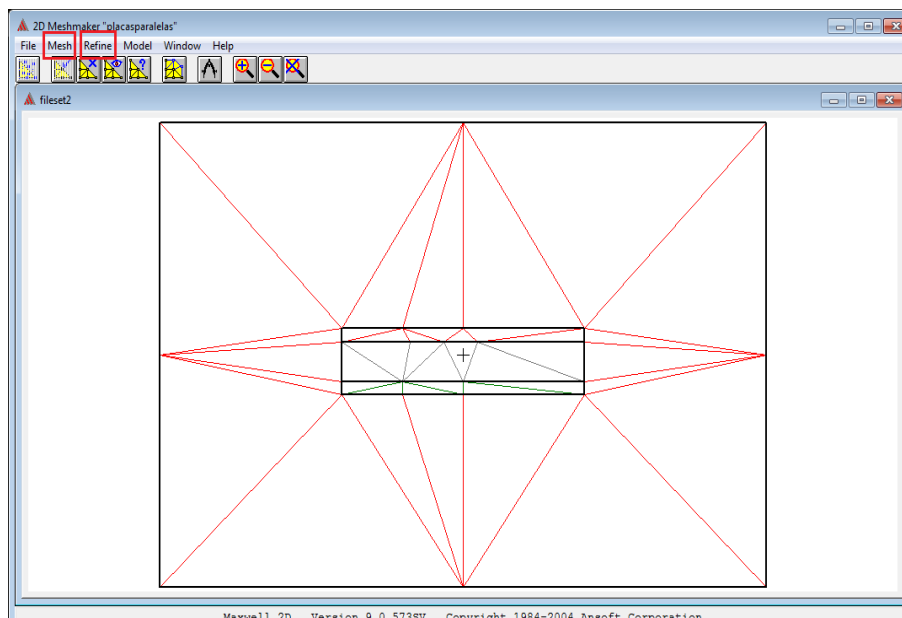 2D Meshmaker "placasparalelas"
File Mesh Refine Model Window Help
fileset2
Maxwell 2D Version 9.0.573SV Copyright 1984-2004 Ansoft Corporation